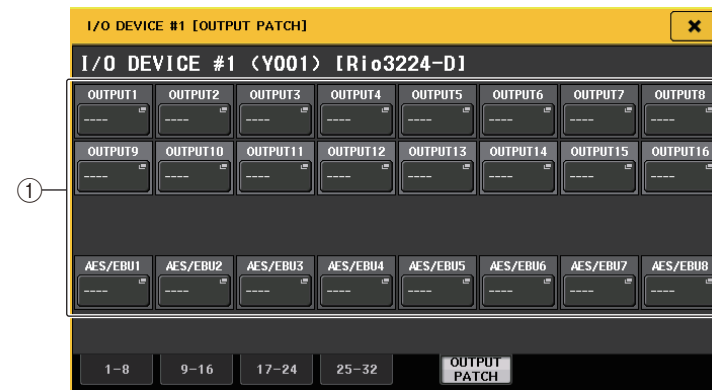 I/O DEVICE #1 [OUTPUT PATCH]
I/O DEVICE #1 (Y001) [Rio3224-D]
OUTPUT1 OUTPUT2 OUTPUT3 OUTPUT4 OUTPUT5 OUTPUT6 OUTPUT7 OUTPUT8
---- ---- ---- ---- ---- ---- ---- ----
OUTPUT9 OUTPUT10 OUTPUT11 OUTPUT12 OUTPUT13 OUTPUT14 OUTPUT15 OUTPUT16
---- ---- ---- ---- ---- ---- ---- ----
①
AES/EBU1 AES/EBU2 AES/EBU3 AES/EBU4 AES/EBU5 AES/EBU6 AES/EBU7 AES/EBU8
---- ---- ---- ---- ---- ---- ---- ----
1-8 9-16 17-24 25-32 OUTPUT
PATCH